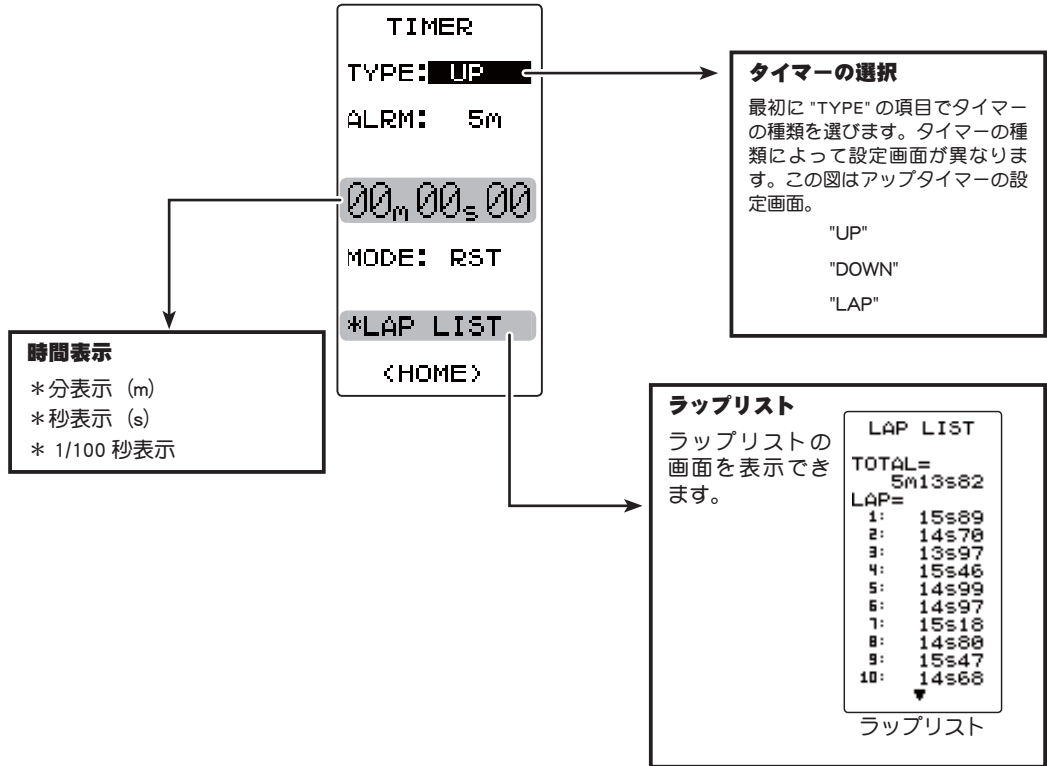 TIMER
TYPE: UP
ALRM: 5m
00m00s00
MODE: RST
*LAP LIST
<HOME>
タイマーの選択
最初に "TYPE" の項目でタイマー
の種類を選びます。タイマーの種
類によって設定画面が異なりま
す。この図はアップタイマーの設
定画面。
"UP"
"DOWN"
"LAP"
時間表示
＊分表示（m）
＊秒表示（s）
＊ 1/100 秒表示
ラップリスト
ラップリストの
画面を表示でき
ます。
LAP LIST
TOTAL=
5m13s82
LAP=
1: 15s89
2: 14s70
3: 13s97
4: 15s46
5: 14s99
6: 14s97
7: 15s18
8: 14s80
9: 15s47
10: 14s68
▼
ラップリスト